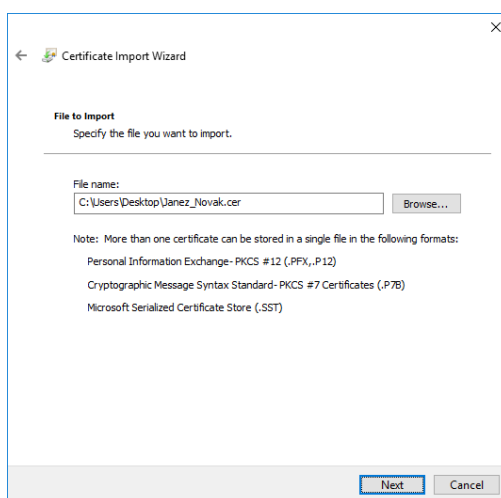 Certificate Import Wizard
File to Import
Specify the file you want to import.
File name:
C:\Users\Desktop\Janez_Novak.cer
Browse...
Note: More than one certificate can be stored in a single file in the following formats:
Personal Information Exchange- PKCS #12 (.PFX,.P12)
Cryptographic Message Syntax Standard- PKCS #7 Certificates (.P7B)
Microsoft Serialized Certificate Store (.SST)
Next
Cancel